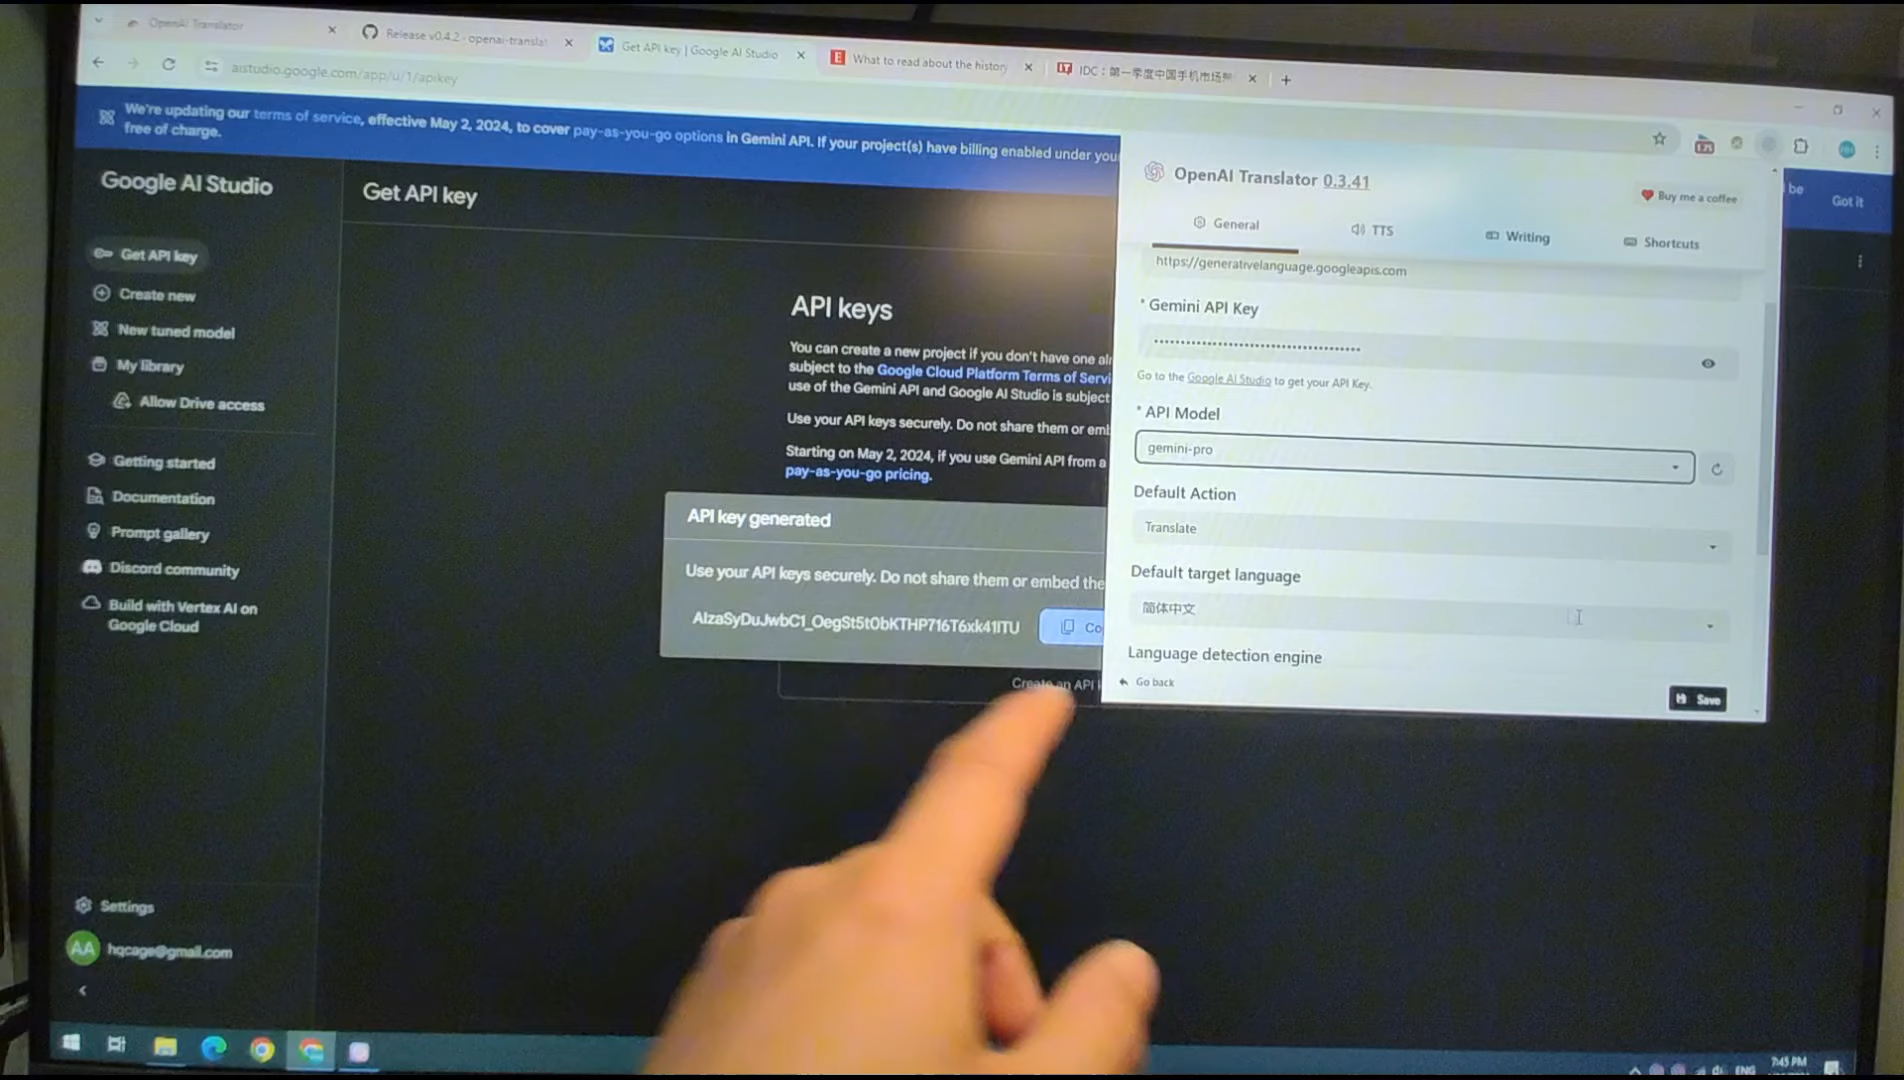 OpenAI Translator
Release v0.4.2 - openai-translat
Get API key | Google AI Studio
What to read about the history
IDC：第一季度中国手机市场
aistudio.google.com/app/u/1/apikey
We're updating our terms of service, effective May 2, 2024, to cover pay-as-you-go options in Gemini API. If your project(s) have billing enabled under you
be
free of charge.
Got it
Google AI Studio
Get API key
Create new
New tuned model
My library
Allow Drive access
Getting started
Documentation
Prompt gallery
Discord community
Build with Vertex AI on
Google Cloud
Settings
AA
hqcage@gmail.com
Get API key
API keys
You can create a new project if you don't have one
subject to the Google Cloud Platform Terms of Servi
use of the Gemini API and Google AI Studio is subject
Use your API keys securely. Do not share them or em
Starting on May 2, 2024, if you use Gemini API from a
pay-as-you-go pricing.
API key generated
Use your API keys securely. Do not share them or embed the
Co
Create an API
OpenAI Translator 0.3.41
Buy me a coffee
General
TTS
Writing
Shortcuts
https://generativelanguage.googleapis.com
* Gemini API Key
Go to the Google AI Studio to get your API Key.
* API Model
gemini-pro
Default Action
Translate
Default target language
简体中文
Language detection engine
Go back
Save
ENG
7:45 PM